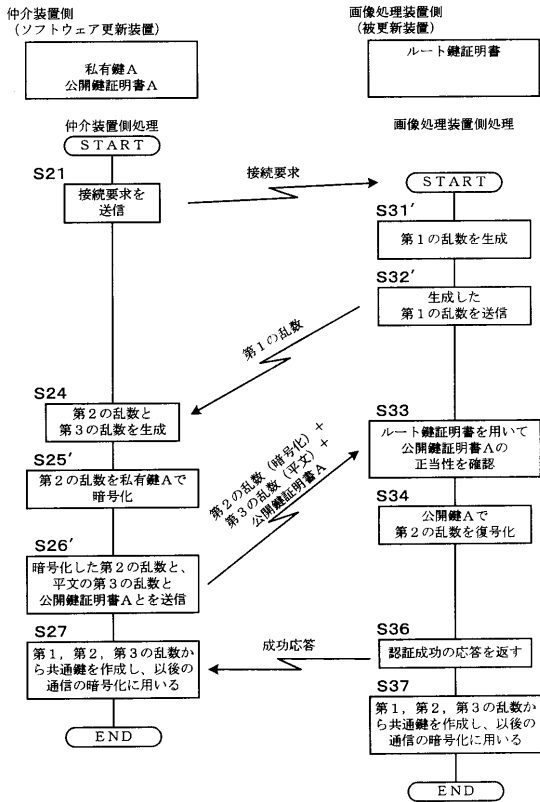 仲介装置側
(ソフトウェア更新装置)
私有鍵A
公開鍵証明書A
画像処理装置側
(被更新装置)
ルート鍵証明書
仲介装置側処理
START
画像処理装置側処理
START
S21
接続要求を
送信
接続要求
S31′
第1の乱数を生成
S32′
生成した
第1の乱数を送信
第1の乱数
S24
第2の乱数と
第3の乱数を生成
S25′
第2の乱数を私有鍵Aで
暗号化
S26′
暗号化した第2の乱数と、
平文の第3の乱数と
公開鍵証明書Aとを送信
第2の乱数(暗号化)+
第3の乱数(平文)+
公開鍵証明書A
S33
ルート鍵証明書を用いて
公開鍵証明書Aの
正当性を確認
S34
公開鍵Aで
第2の乱数を復号化
S36
認証成功の応答を返す
成功応答
S27
第1,第2,第3の乱数か
ら共通鍵を作成し、以後の
通信の暗号化に用いる
END
S37
第1,第2,第3の乱数か
ら共通鍵を作成し、以後の
通信の暗号化に用いる
END